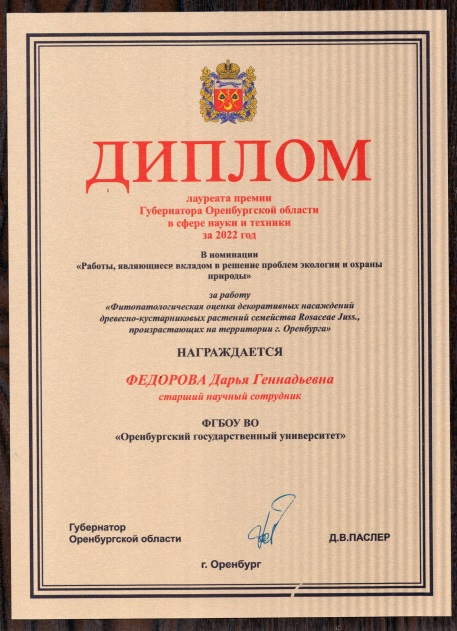 ДИПЛОМ
лауреата премии
Губернатора Оренбургской области
в сфере науки и техники
за 2022 год
В номинации
«Работы, являющиеся вкладом в решение проблем экологии и охраны
природы»
за работу
«Фитопатологическая оценка декоративных насаждений
древесно-кустарниковых растений семейства Rosaceae Juss.,
произрастающих на территории г. Оренбурга»
НАГРАЖДАЕТСЯ
ФЕДОРОВА Дарья Геннадьевна
старший научный сотрудник
ФГБОУ ВО
«Оренбургский государственный университет»
Губернатор
Оренбургской области
Д.В.ПАСЛЕР
г. Оренбург